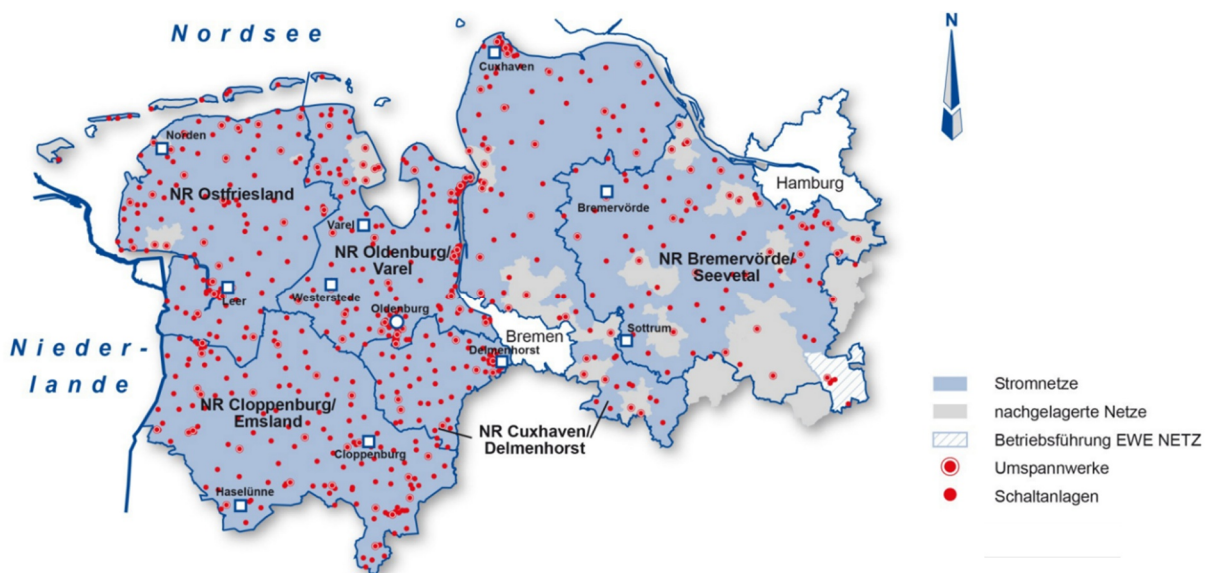 Nordsee
N
Cuxhaven
Norden
NR Ostfriesland
Hamburg
Bremervörde
Varel
NR Oldenburg/
Varel
NR Bremervörde/
Seevetal
Leer
Westerstede
Oldenburg
Bremen
Sottrum
Delmenhorst
Nieder-
lande
NR Cloppenburg/
Emsland
NR Cuxhaven/
Delmenhorst
Cloppenburg
Haselünne
Stromnetze
nachgelagerte Netze
Betriebsführung EWE NETZ
Umspannwerke
Schaltanlagen